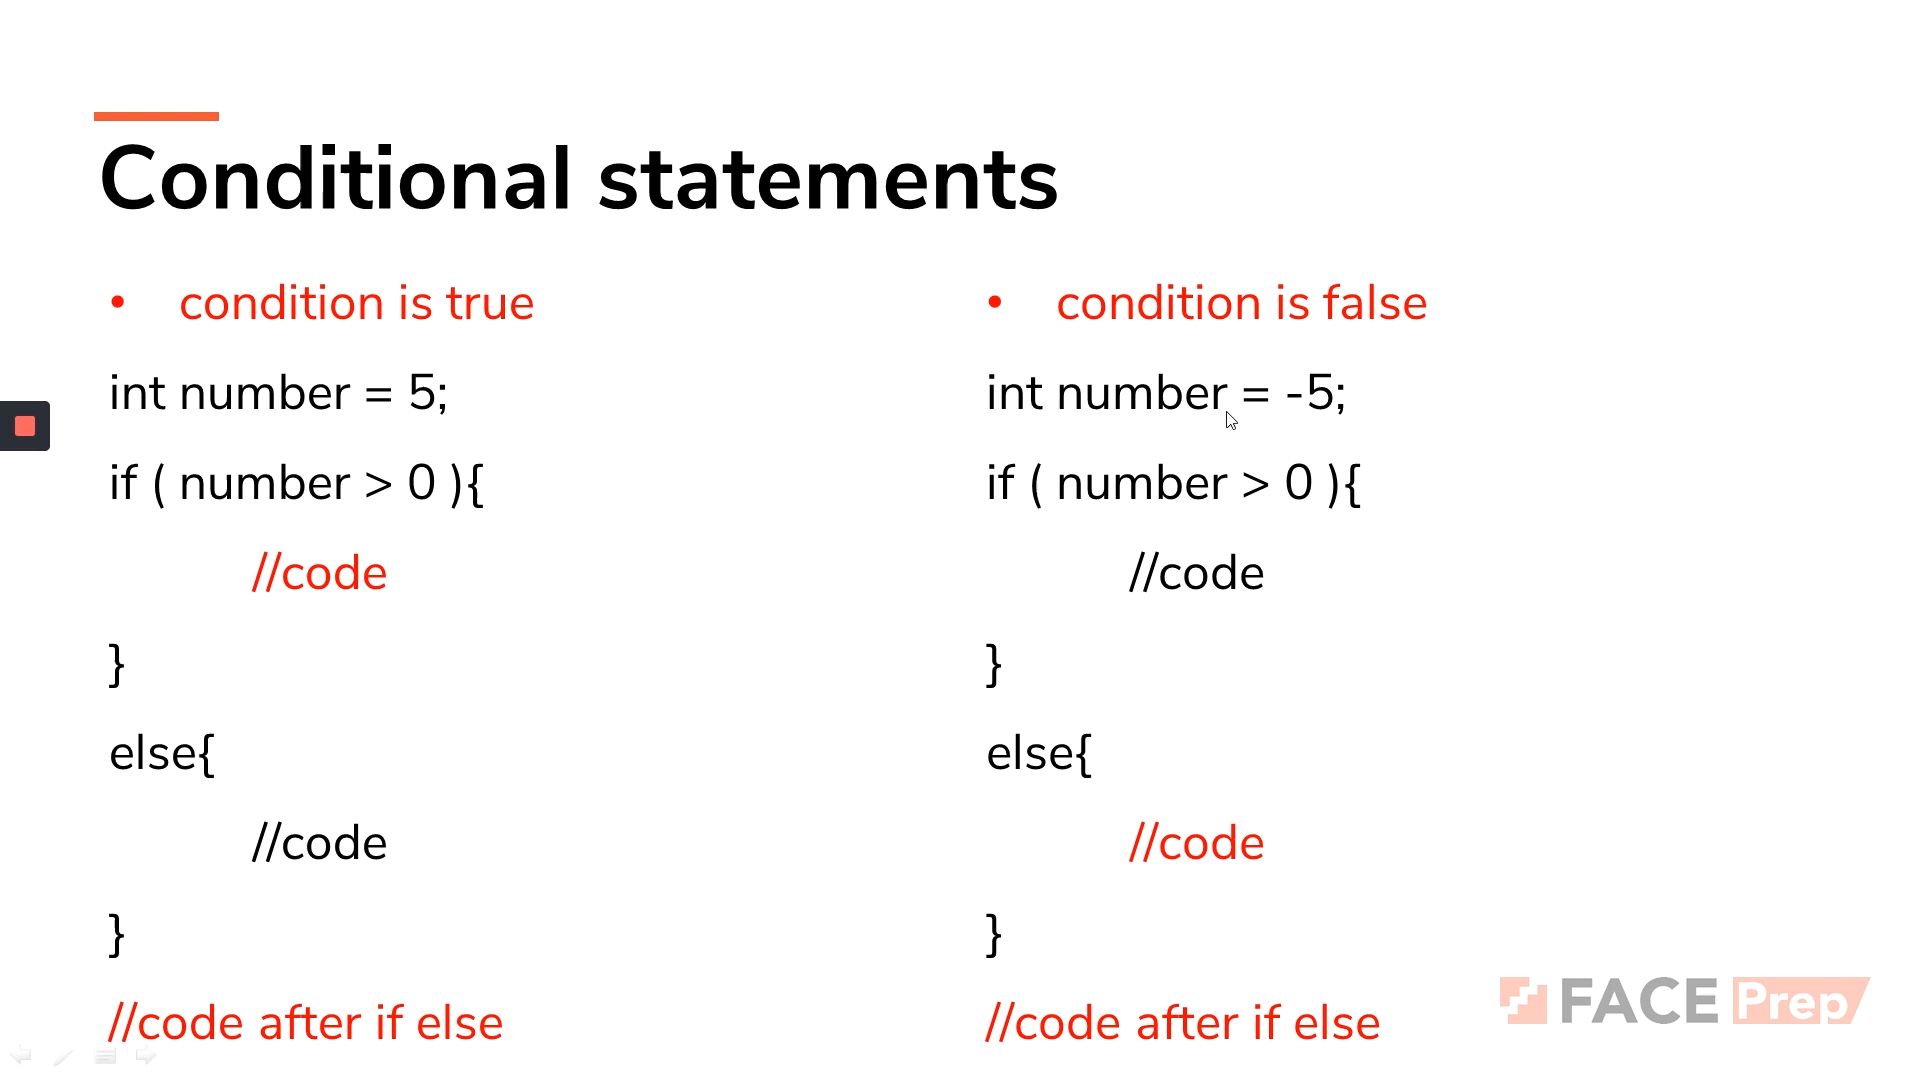 Conditional statements
• condition is true
int number = 5;
if ( number > 0 ){
//code
}
else{
//code
}
//code after if else
• condition is false
int number = -5;
if ( number > 0 ){
//code
}
else{
//code
}
//code after if else
FACE Prep